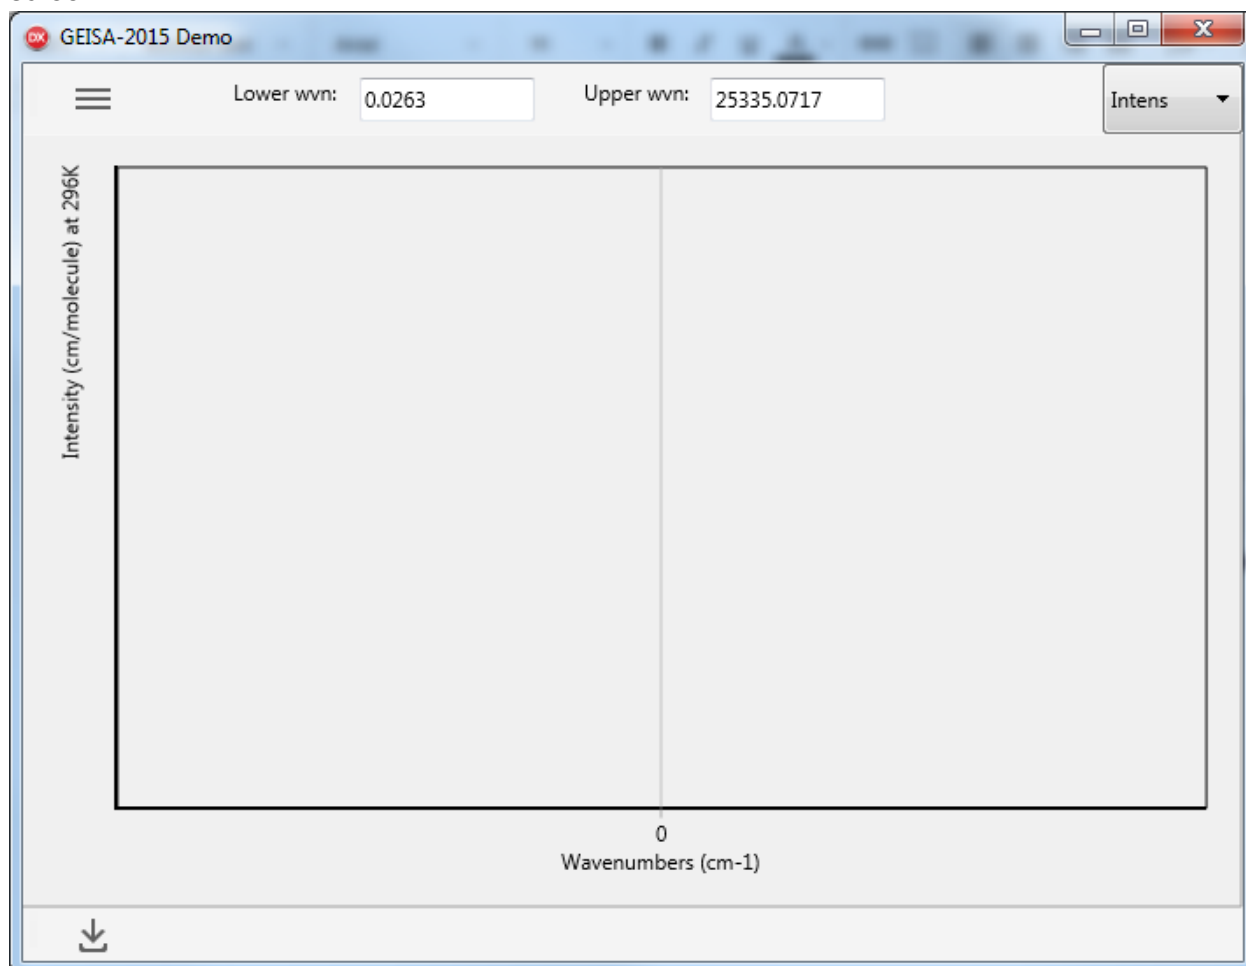 GEISA-2015 Demo
Lower wvn: 0.0263 Upper wvn: 25335.0717 Intens
Intensity (cm/molecule) at 296K
0
Wavenumbers (cm-1)